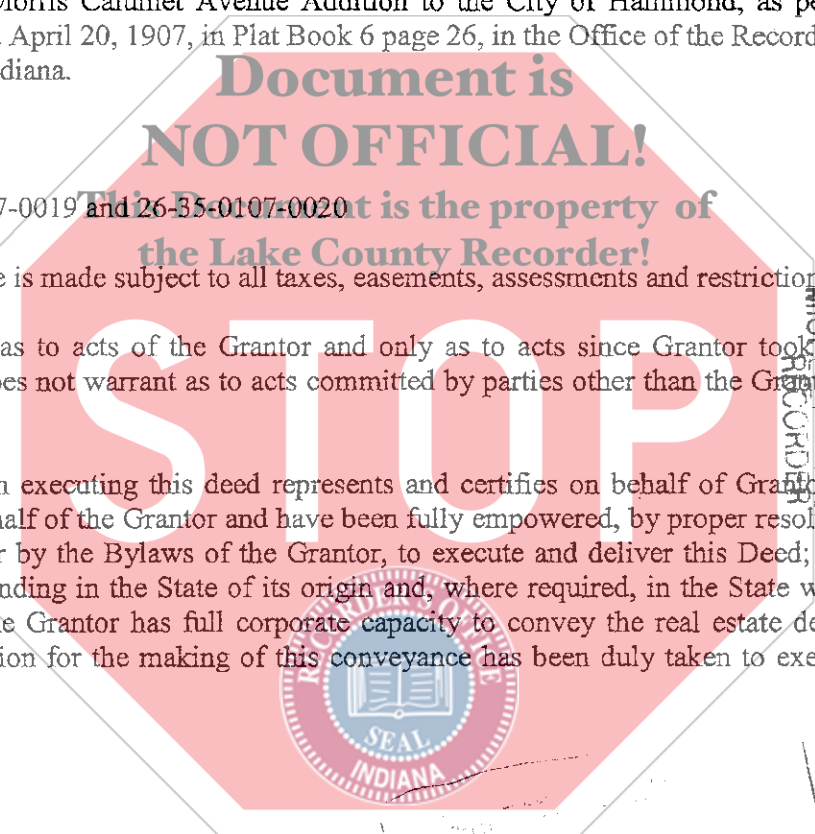 Morris Calumet Avenue Addition to the City of Hammond, as pe
April 20, 1907, in Plat Book 6 page 26, in the Office of the Record
diana.
Document is
NOT OFFICIAL!
7-0019 and 26-35-0107-0020
This Document is the property of
the Lake County Recorder!
e is made subject to all taxes, easements, assessments and restriction
as to acts of the Grantor and only as to acts since Grantor took
oes not warrant as to acts committed by parties other than the Grant
STOP
RECORDER
n executing this deed represents and certifies on behalf of Granto
half of the Grantor and have been fully empowered, by proper resol
r by the Bylaws of the Grantor, to execute and deliver this Deed;
nding in the State of its origin and, where required, in the State w
e Grantor has full corporate capacity to convey the real estate de
tion for the making of this conveyance has been duly taken to exe
RECORDER'S OFFICE
SEAL
INDIANA